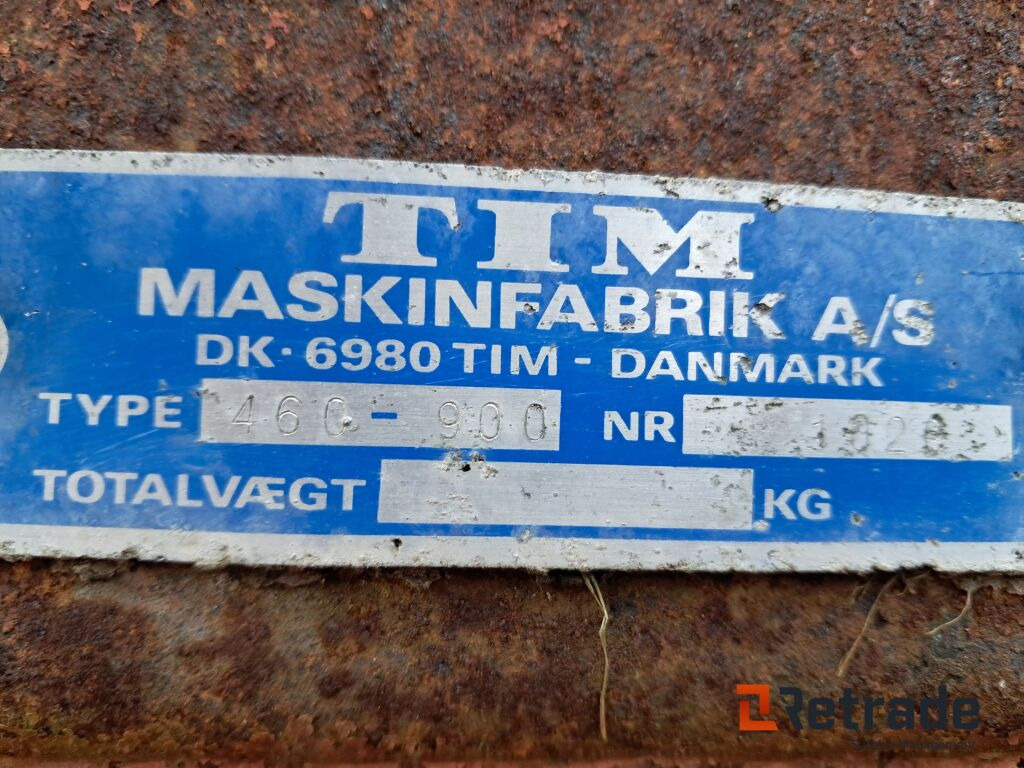 TIM
MASKINFABRIK A/S
DK·6980 TIM - DANMARK
TYPE 460-900 NR
TOTALVÆGT KG
Retrade